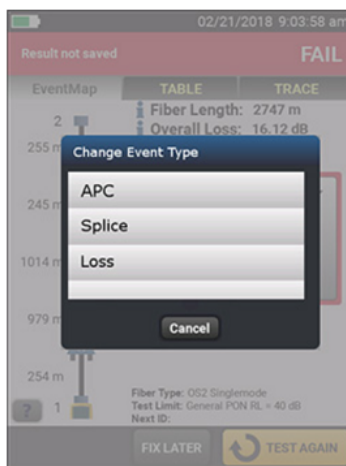 02/21/2018 9:03:58 am
Result not saved FAIL
EventMap TABLE TRACE
Fiber Length: 2747 m
2 Overall Loss: 16.12 dB
255 m
Change Event Type
APC
245 m
Splice
Loss
1014 m
979 m
Cancel
254 m
Fiber Type: OS2 Singlemode
Test Limit: General PON RL = 40 dB
? 1 Next ID:
FIX LATER TEST AGAIN